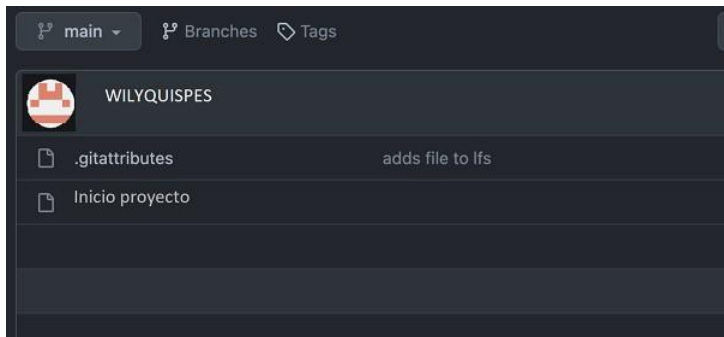 main Branches Tags
WILYQUISPES
.gitattributes adds file to lfs
Inicio proyecto